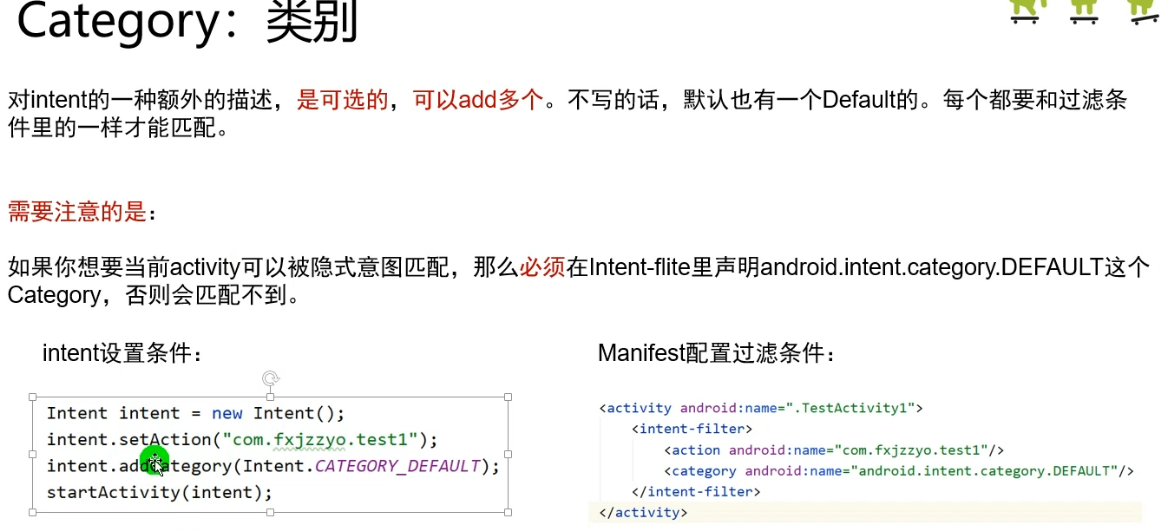 Category：类别
对intent的一种额外的描述，是可选的，可以add多个。不写的话，默认也有一个Default的。每个都要和过滤条
件里的一样才能匹配。
需要注意的是：
如果你想要当前activity可以被隐式意图匹配，那么必须在Intent-flite里声明android.intent.category.DEFAULT这个
Category，否则会匹配不到。
intent设置条件：
Intent intent = new Intent();
intent.setAction("com.fxjzzyo.test1");
intent.addCategory(Intent.CATEGORY_DEFAULT);
startActivity(intent);
Manifest配置过滤条件：
<activity android:name=".TestActivity1">
<intent-filter>
<action android:name="com.fxjzzyo.test1"/>
<category android:name="android.intent.category.DEFAULT"/>
</intent-filter>
</activity>